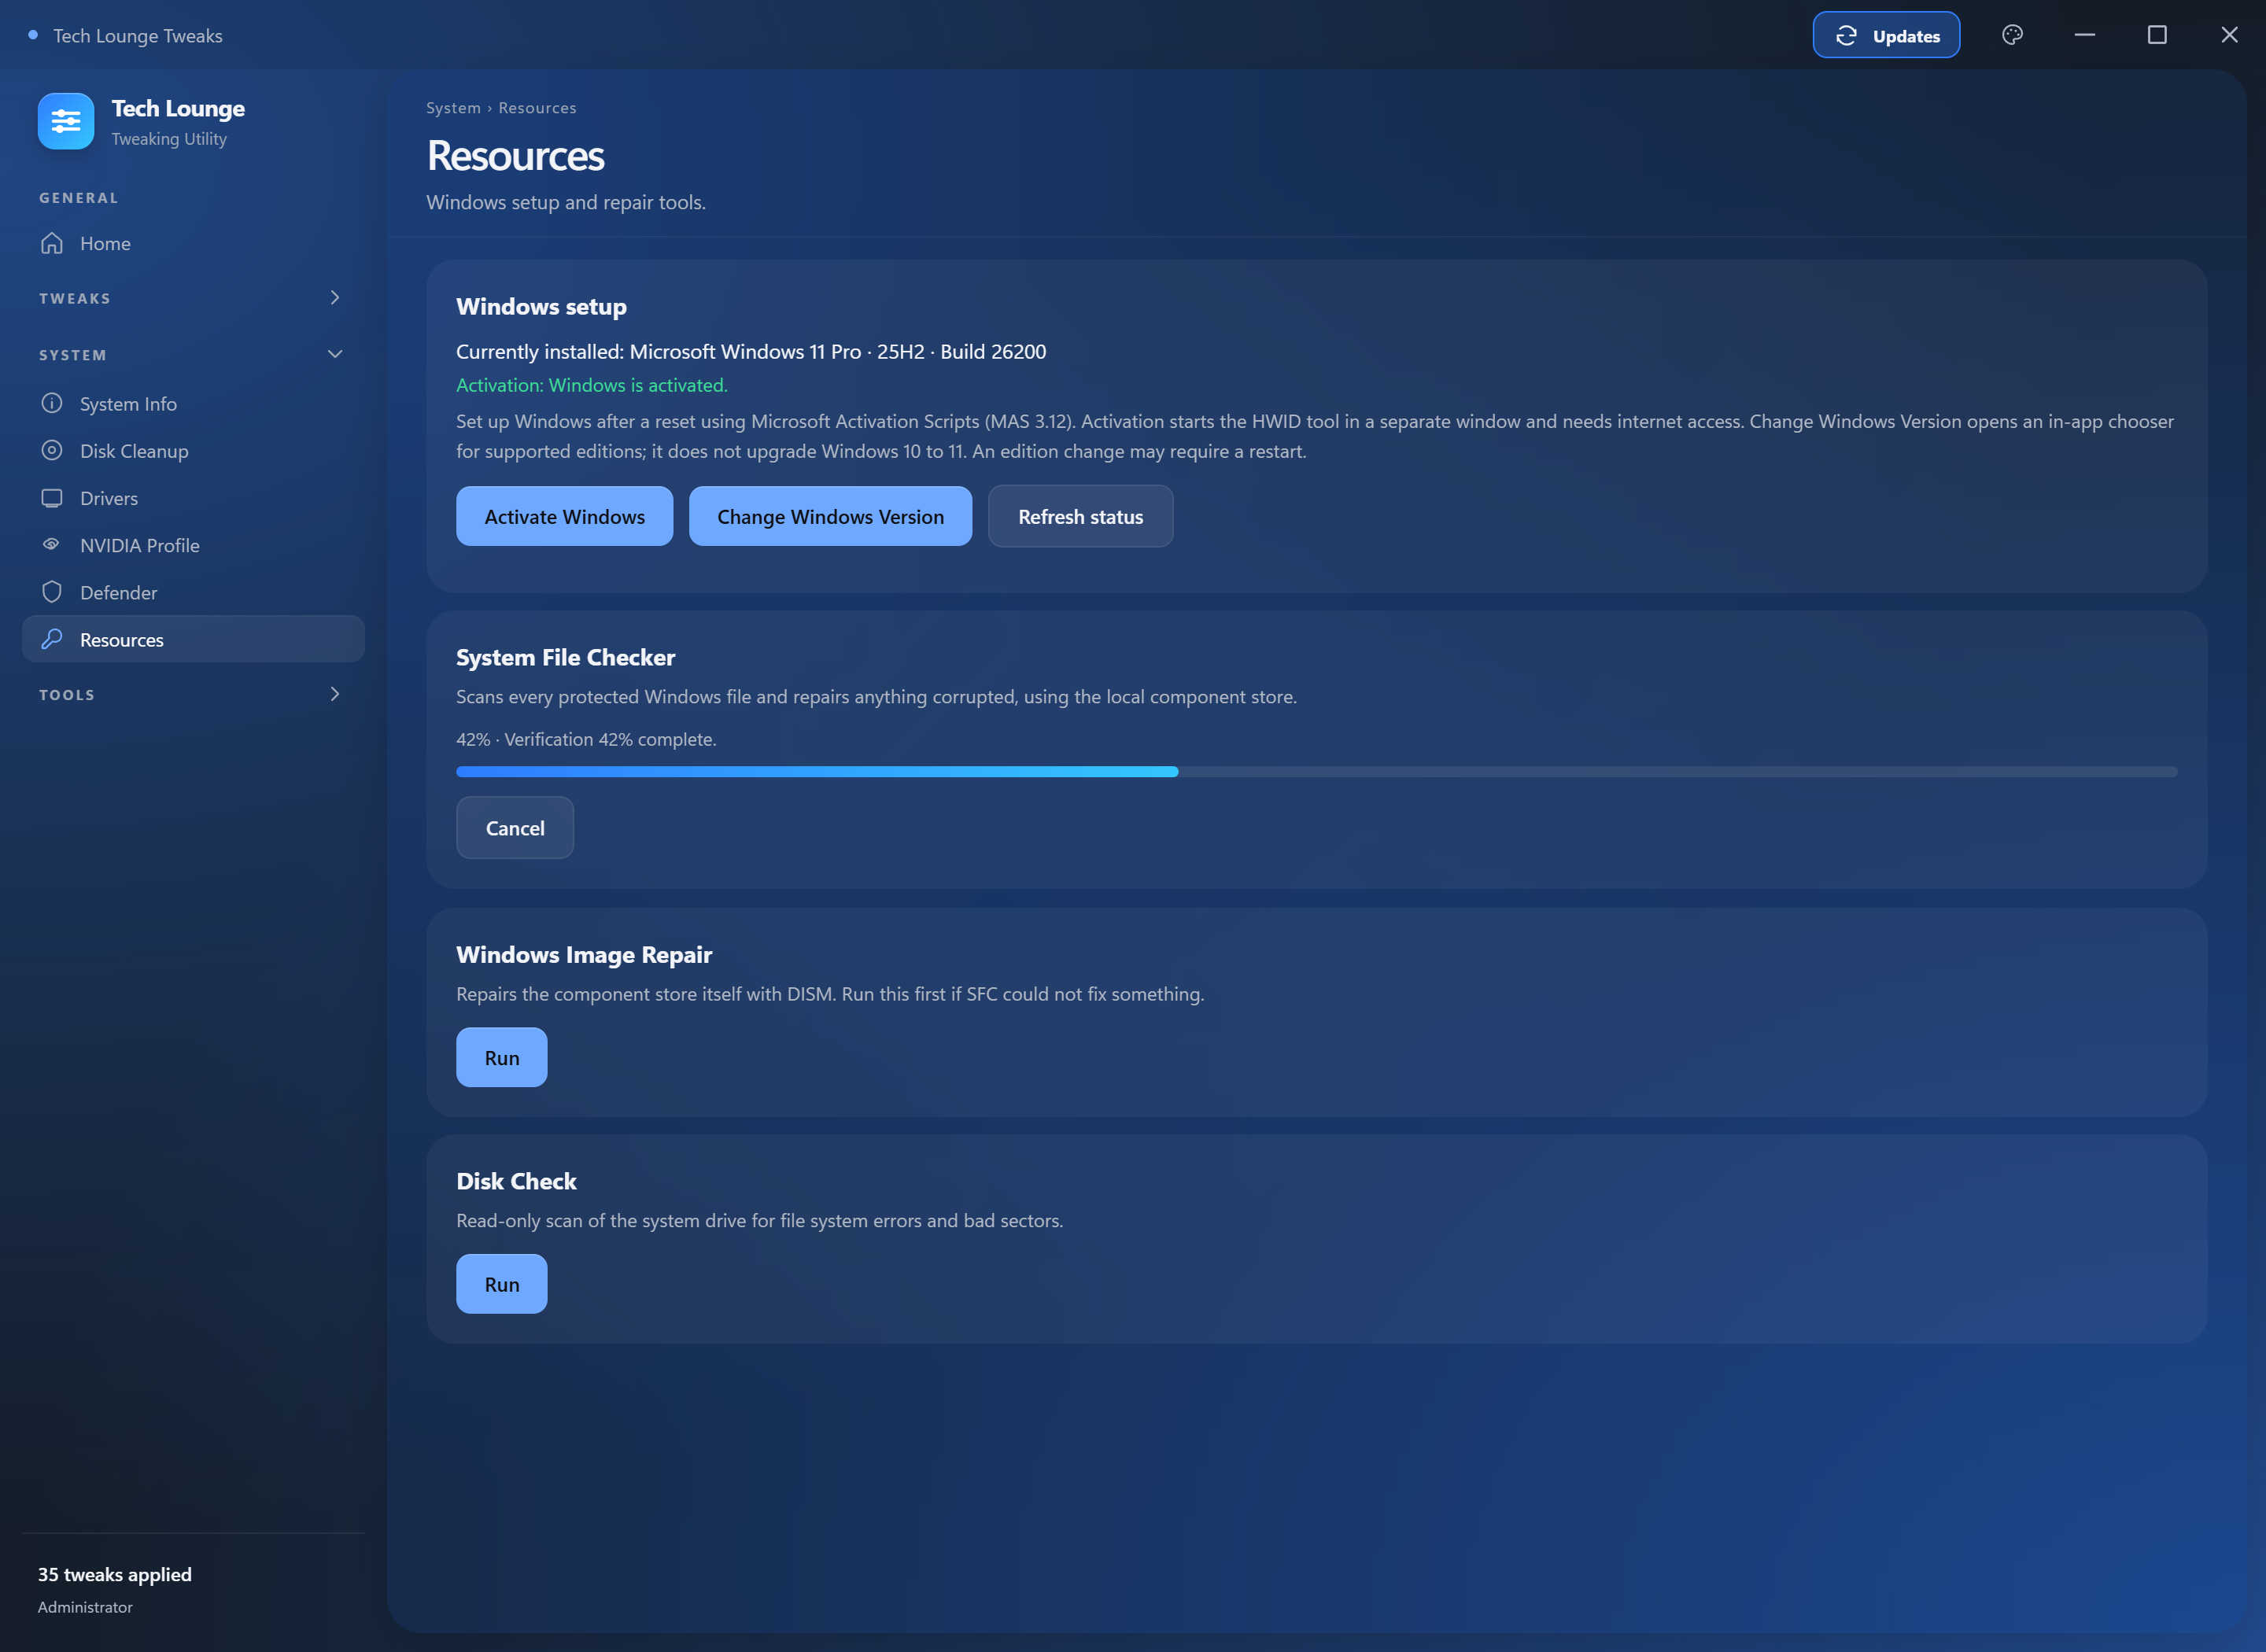 Tech Lounge Tweaks
Updates
Tech Lounge
Tweaking Utility
GENERAL
Home
TWEAKS
SYSTEM
System Info
Disk Cleanup
Drivers
NVIDIA Profile
Defender
Resources
TOOLS
35 tweaks applied
Administrator
System › Resources
Resources
Windows setup and repair tools.
Windows setup
Currently installed: Microsoft Windows 11 Pro · 25H2 · Build 26200
Activation: Windows is activated.
Set up Windows after a reset using Microsoft Activation Scripts (MAS 3.12). Activation starts the HWID tool in a separate window and needs internet access. Change Windows Version opens an in-app chooser
for supported editions; it does not upgrade Windows 10 to 11. An edition change may require a restart.
Activate Windows
Change Windows Version
Refresh status
System File Checker
Scans every protected Windows file and repairs anything corrupted, using the local component store.
42% · Verification 42% complete.
Cancel
Windows Image Repair
Repairs the component store itself with DISM. Run this first if SFC could not fix something.
Run
Disk Check
Read-only scan of the system drive for file system errors and bad sectors.
Run